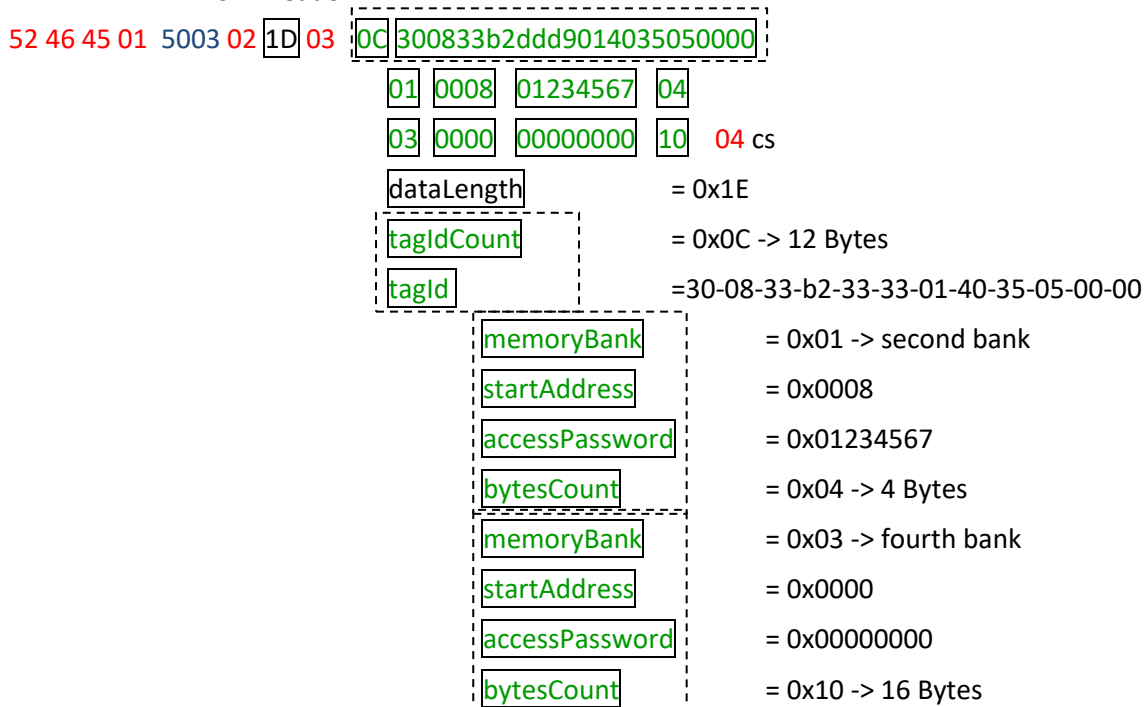 52 46 45 01 5003 02 1D 03 0C 300833b2ddd9014035050000
01 0008 01234567 04
03 0000 00000000 10 04 cs
dataLength = 0x1E
tagIdCount = 0x0C -> 12 Bytes
tagId =30-08-33-b2-33-33-01-40-35-05-00-00
memoryBank = 0x01 -> second bank
startAddress = 0x0008
accessPassword = 0x01234567
bytesCount = 0x04 -> 4 Bytes
memoryBank = 0x03 -> fourth bank
startAddress = 0x0000
accessPassword = 0x00000000
bytesCount = 0x10 -> 16 Bytes